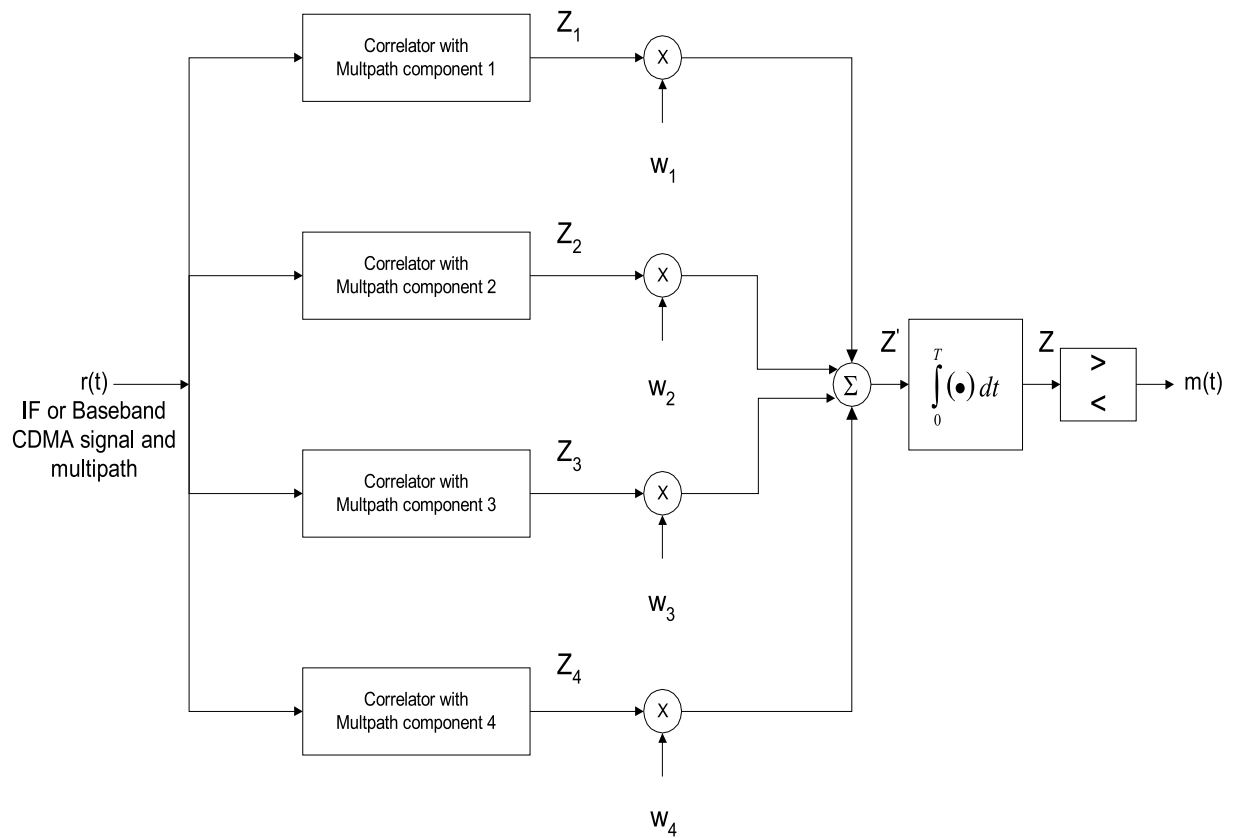 Correlator with
Multpath component 1
Z1
X
w1
Correlator with
Multpath component 2
Z2
X
w2
r(t)
IF or Baseband
CDMA signal and
multipath
Σ
Z'
∫0T(•) dt
Z
>
<
m(t)
Correlator with
Multpath component 3
Z3
X
w3
Correlator with
Multpath component 4
Z4
X
w4